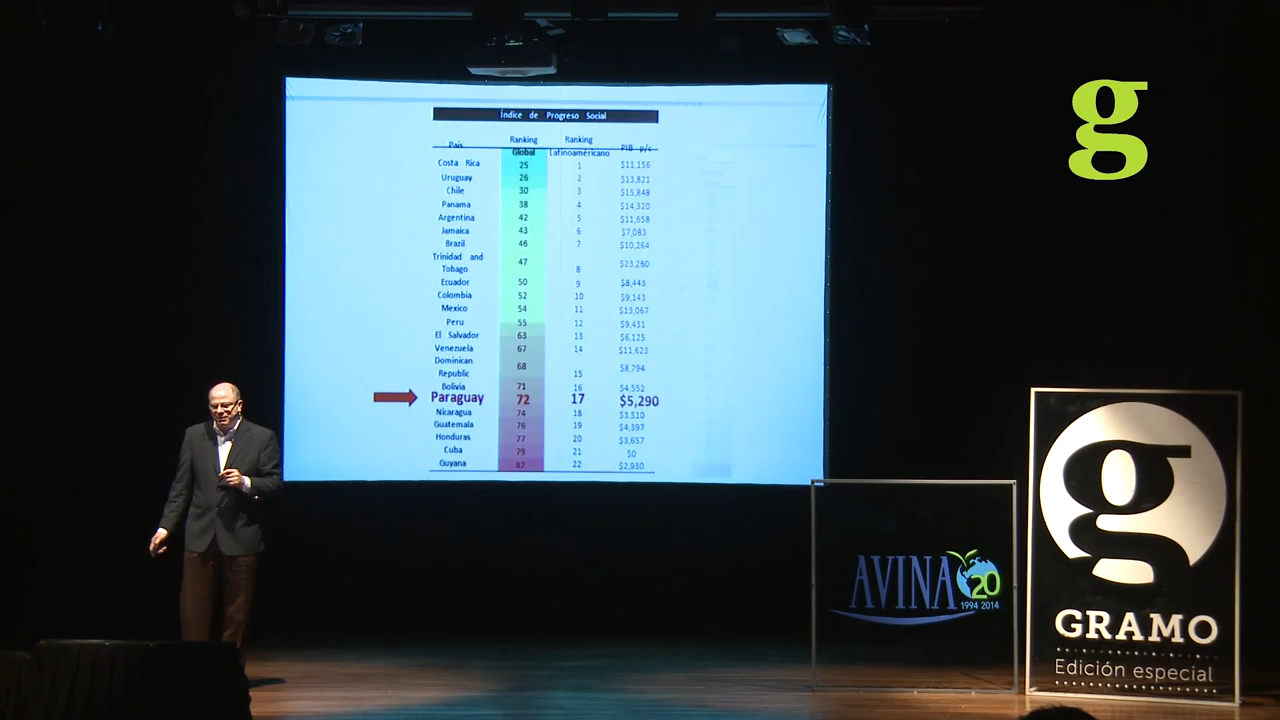 g
Índice de Progreso Social
País Ranking Global Ranking Latinoaméricano PIB p/c
Costa Rica 25 1 $11,156
Uruguay 26 2 $13,821
Chile 30 3 $15,848
Panama 38 4 $14,320
Argentina 42 5 $11,658
Jamaica 43 6 $7,083
Brazil 46 7 $10,264
Trinidad and Tobago 47 8 $23,260
Ecuador 50 9 $8,443
Colombia 52 10 $9,143
Mexico 54 11 $13,067
Peru 55 12 $9,431
El Salvador 63 13 $6,125
Venezuela 67 14 $11,623
Dominican Republic 68 15 $8,794
Bolivia 71 16 $4,552
Paraguay 72 17 $5,290
Nicaragua 74 18 $3,510
Guatemala 76 19 $4,397
Honduras 77 20 $3,657
Cuba 79 21 $0
Guyana 82 22 $2,930
AVINA 20
1994 2014
g
GRAMO
Edición especial